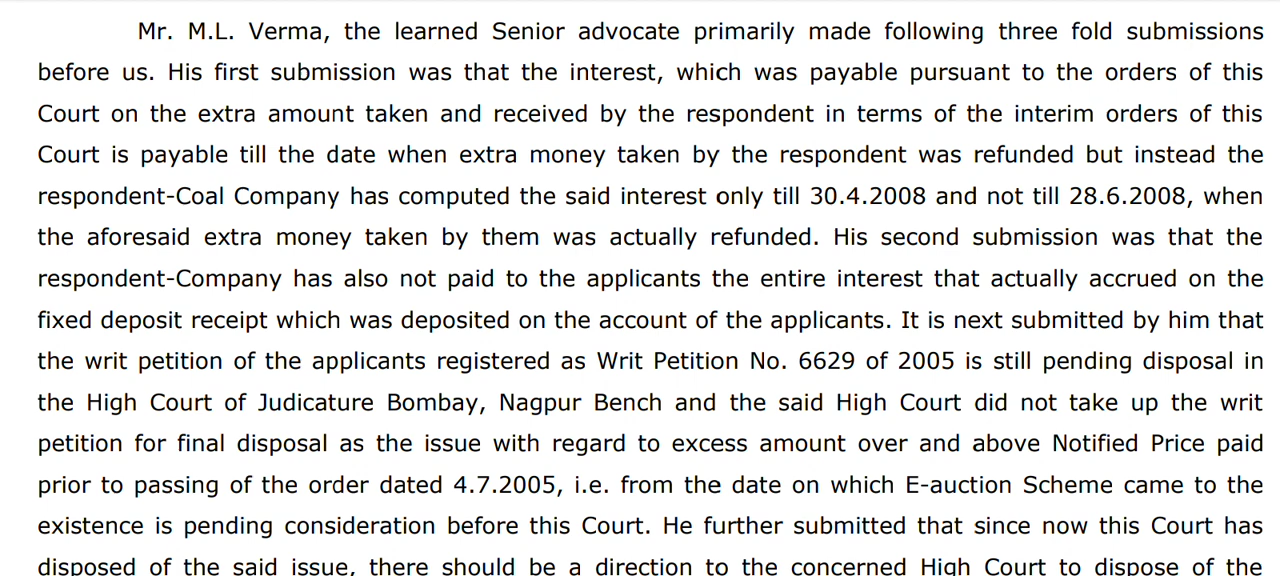 Mr. M.L. Verma, the learned Senior advocate primarily made following three fold submissions
before us. His first submission was that the interest, which was payable pursuant to the orders of this
Court on the extra amount taken and received by the respondent in terms of the interim orders of this
Court is payable till the date when extra money taken by the respondent was refunded but instead the
respondent-Coal Company has computed the said interest only till 30.4.2008 and not till 28.6.2008, when
the aforesaid extra money taken by them was actually refunded. His second submission was that the
respondent-Company has also not paid to the applicants the entire interest that actually accrued on the
fixed deposit receipt which was deposited on the account of the applicants. It is next submitted by him that
the writ petition of the applicants registered as Writ Petition No. 6629 of 2005 is still pending disposal in
the High Court of Judicature Bombay, Nagpur Bench and the said High Court did not take up the writ
petition for final disposal as the issue with regard to excess amount over and above Notified Price paid
prior to passing of the order dated 4.7.2005, i.e. from the date on which E-auction Scheme came to the
existence is pending consideration before this Court. He further submitted that since now this Court has
disposed of the said issue, there should be a direction to the concerned High Court to dispose of the